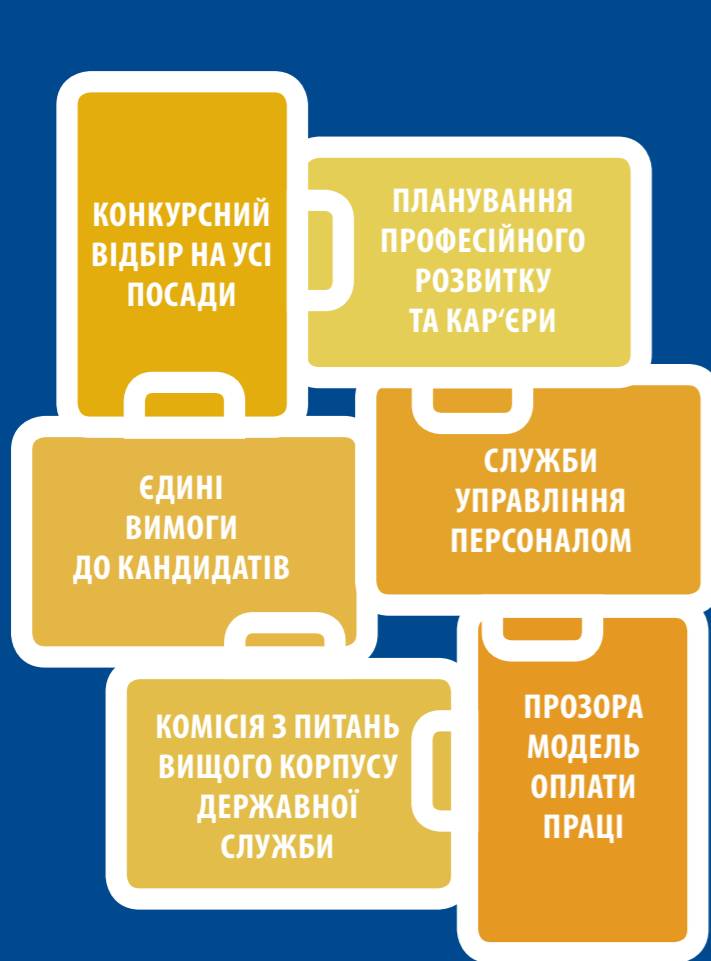 КОНКУРСНИЙ
ВІДБІР НА УСІ
ПОСАДИ
ПЛАНУВАННЯ
ПРОФЕСІЙНОГО
РОЗВИТКУ
ТА КАР‘ЄРИ
ЄДИНІ
ВИМОГИ
ДО КАНДИДАТІВ
СЛУЖБИ
УПРАВЛІННЯ
ПЕРСОНАЛОМ
КОМІСІЯ З ПИТАНЬ
ВИЩОГО КОРПУСУ
ДЕРЖАВНОЇ
СЛУЖБИ
ПРОЗОРА
МОДЕЛЬ
ОПЛАТИ
ПРАЦІ